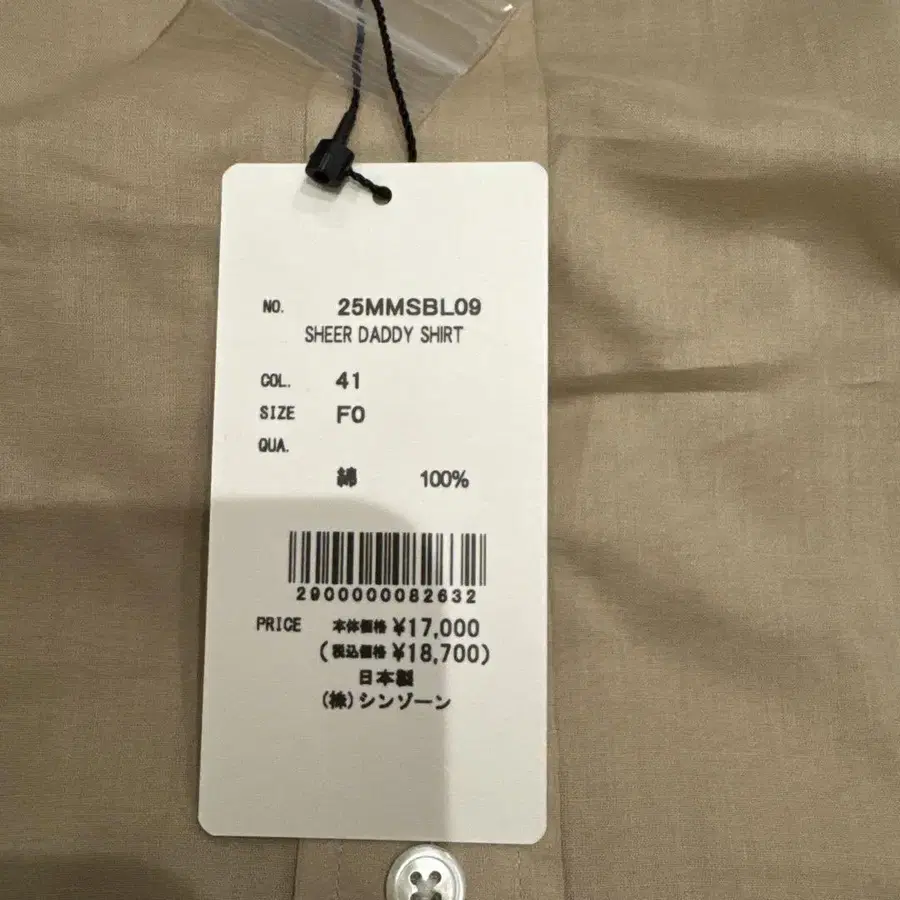 NO. 25MMSBL09
SHEER DADDY SHIRT
COL. 41
SIZE F0
QUA.
綿 100%
2900000082632
PRICE 本体価格 ¥17,000
(税込価格 ¥18,700)
日本製
(株)シンゾーン